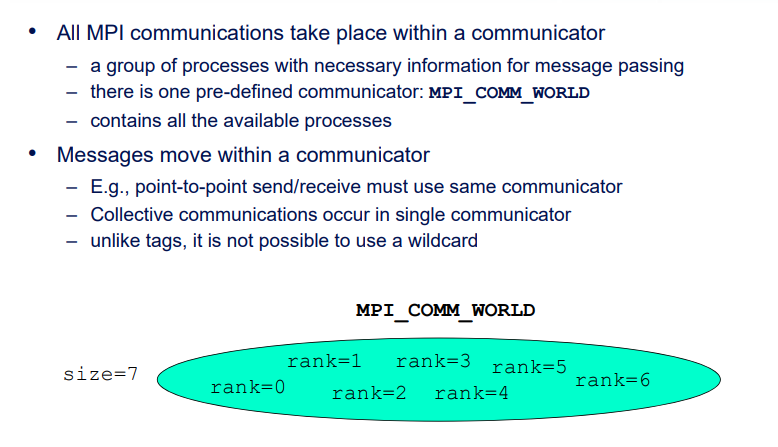 • All MPI communications take place within a communicator
– a group of processes with necessary information for message passing
– there is one pre-defined communicator: MPI_COMM_WORLD
– contains all the available processes
• Messages move within a communicator
– E.g., point-to-point send/receive must use same communicator
– Collective communications occur in single communicator
– unlike tags, it is not possible to use a wildcard
MPI_COMM_WORLD
size=7
rank=1 rank=3 rank=5
rank=0 rank=2 rank=4 rank=6